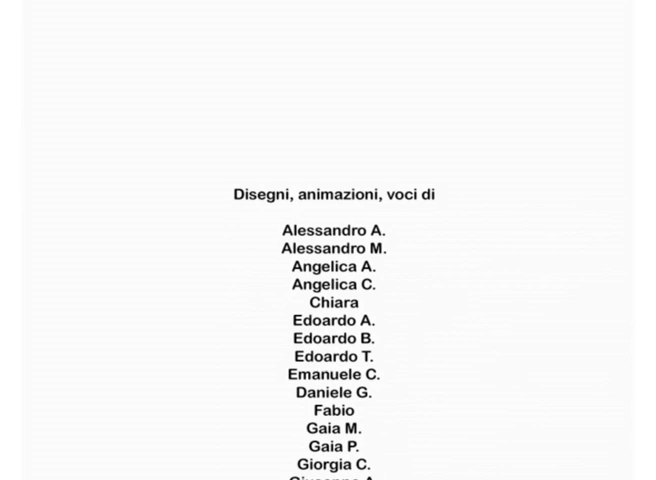 Disegni, animazioni, voci di
Alessandro A.
Alessandro M.
Angelica A.
Angelica C.
Chiara
Edoardo A.
Edoardo B.
Edoardo T.
Emanuele C.
Daniele G.
Fabio
Gaia M.
Gaia P.
Giorgia C.